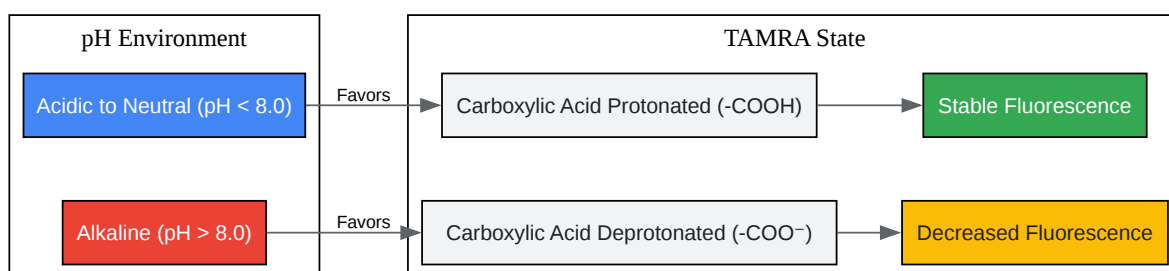 pH Environment
TAMRA State
Acidic to Neutral (pH < 8.0)
Favors
Carboxylic Acid Protonated (-COOH)
Stable Fluorescence
Alkaline (pH > 8.0)
Favors
Carboxylic Acid Deprotonated (-COO⁻)
Decreased Fluorescence